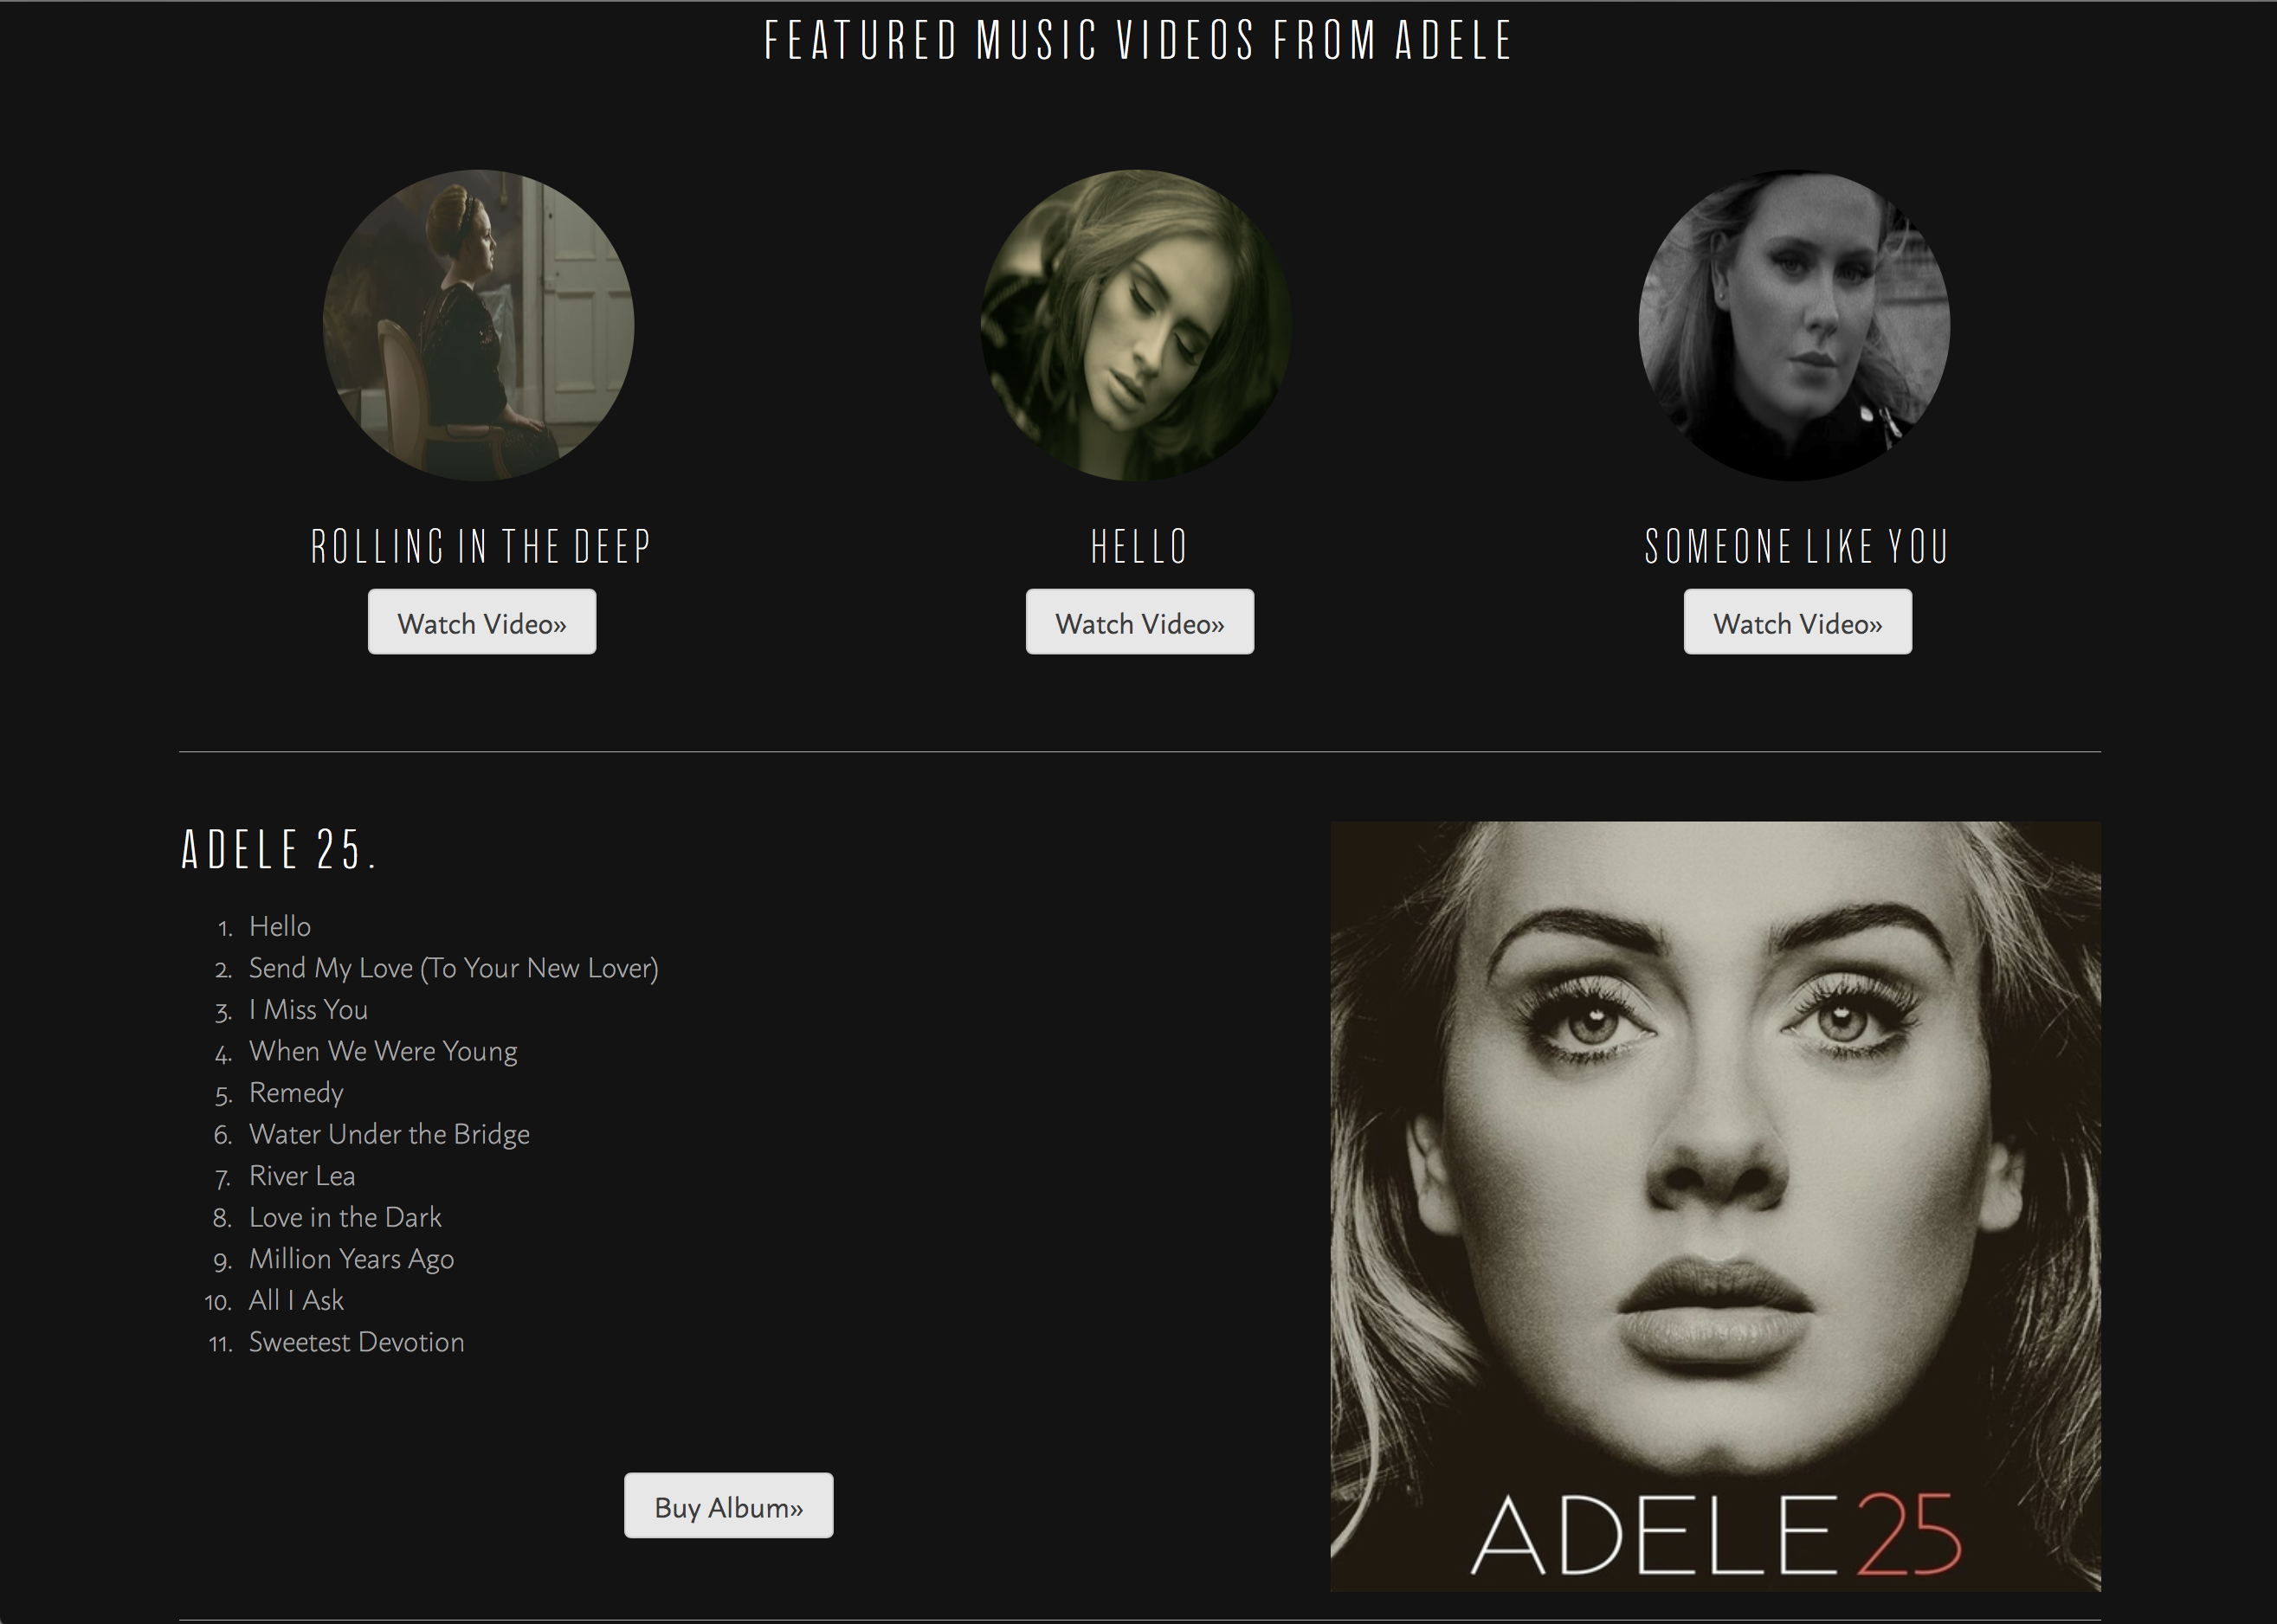 FEATURED MUSIC VIDEOS FROM ADELE
ROLLING IN THE DEEP
HELLO
SOMEONE LIKE YOU
Watch Video»
Watch Video»
Watch Video»
ADELE 25.
1. Hello
2. Send My Love (To Your New Lover)
3. I Miss You
4. When We Were Young
5. Remedy
6. Water Under the Bridge
7. River Lea
8. Love in the Dark
9. Million Years Ago
10. All I Ask
11. Sweetest Devotion
Buy Album»
ADELE 25